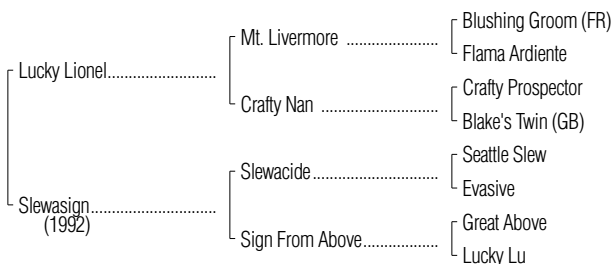 Blushing Groom (FR)
Mt. Livermore ......................
Flama Ardiente
Lucky Lionel..........................
Crafty Prospector
Crafty Nan ............................
Blake's Twin (GB)
Seattle Slew
Slewacide..............................
Evasive
Slewasign..............................
(1992)
Great Above
Sign From Above..................
Lucky Lu